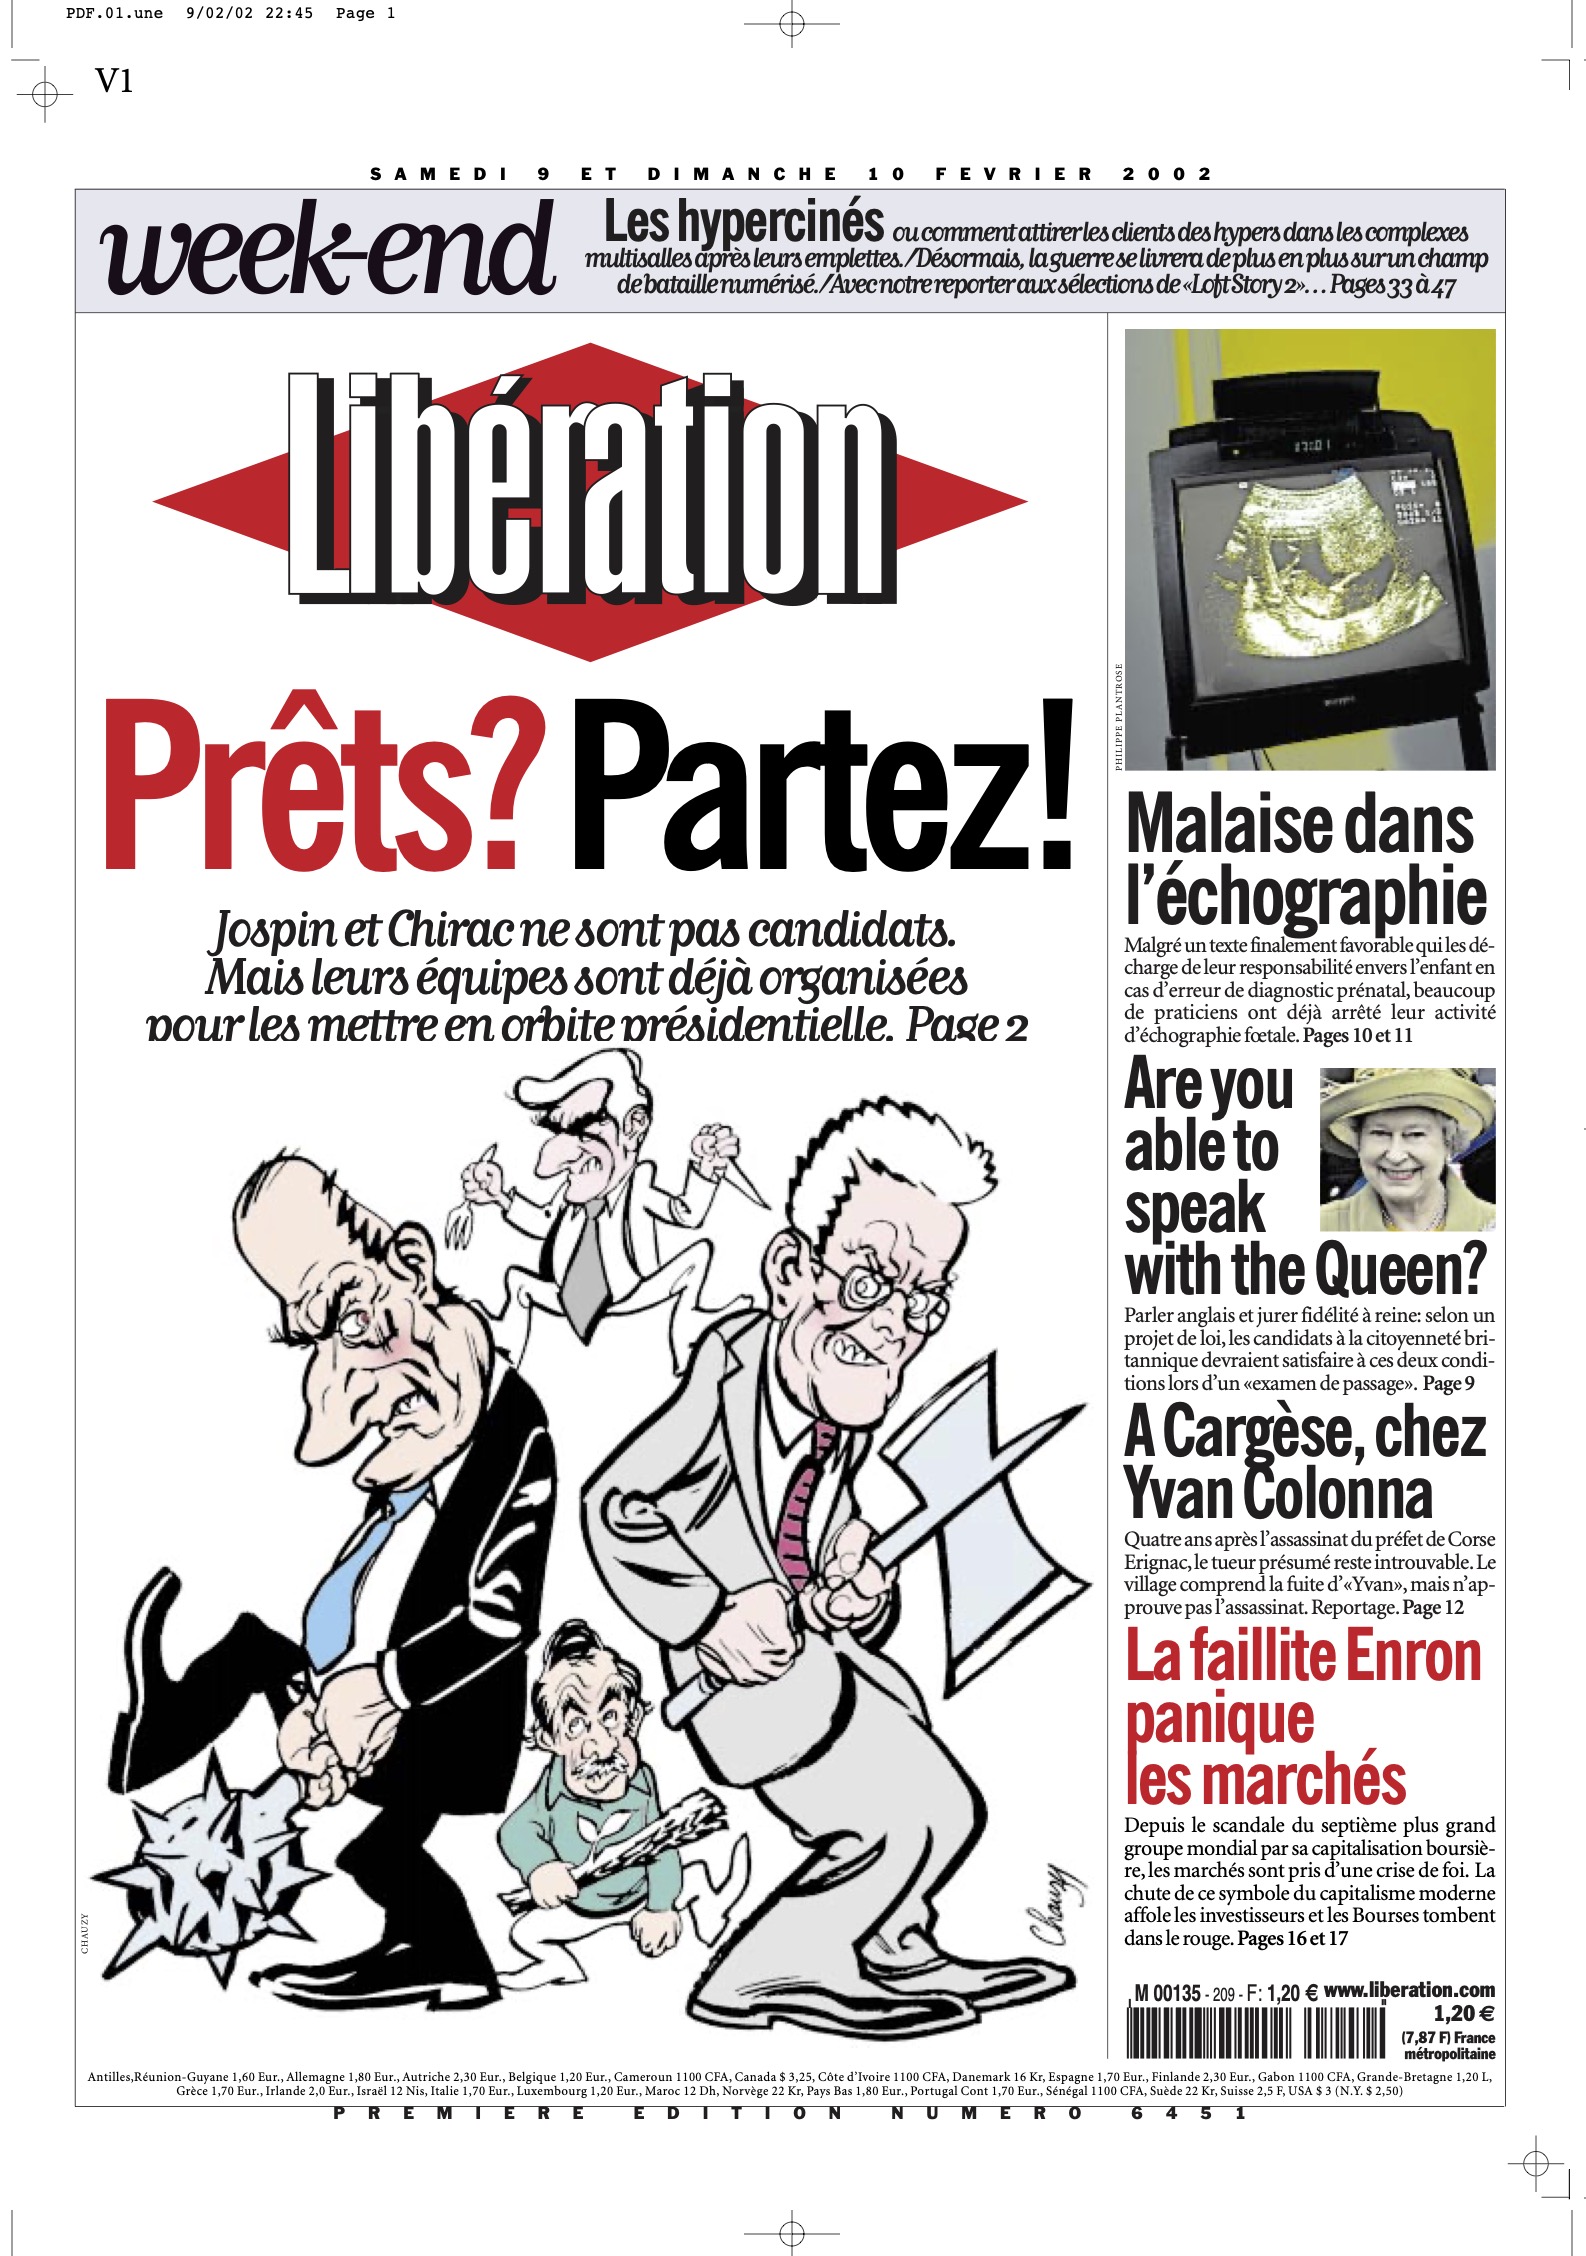 PDF.01.une 9/02/02 22:45 Page 1
V1
SAMEDI 9 ET DIMANCHE 10 FEVRIER 2002
week-end
Les hypercinés ou comment attirer les clients des hypers dans les complexes
multisalles après leurs emplettes./Désormais, la guerre se livrera de plus en plus sur un champ
de bataille numérisé./Avec notre reporter aux sélections de «Loft Story 2»… Pages 33 à 47
Libération
Prêts? Partez!
Jospin et Chirac ne sont pas candidats.
Mais leurs équipes sont déjà organisées
pour les mettre en orbite présidentielle. Page 2
Chauzy
CHAUZY
PHILIPPE PLANTROSE
Malaise dans
l'échographie
Malgré un texte finalement favorable qui les dé-
charge de leur responsabilité envers l'enfant en
cas d'erreur de diagnostic prénatal, beaucoup
de praticiens ont déjà arrêté leur activité
d'échographie fœtale. Pages 10 et 11
Are you
able to
speak
with the Queen?
Parler anglais et jurer fidélité à reine: selon un
projet de loi, les candidats à la citoyenneté bri-
tannique devraient satisfaire à ces deux condi-
tions lors d'un «examen de passage». Page 9
A Cargèse, chez
Yvan Colonna
Quatre ans après l'assassinat du préfet de Corse
Erignac, le tueur présumé reste introuvable. Le
village comprend la fuite d'«Yvan», mais n'ap-
prouve pas l'assassinat. Reportage. Page 12
La faillite Enron
panique
les marchés
Depuis le scandale du septième plus grand
groupe mondial par sa capitalisation boursiè-
re, les marchés sont pris d'une crise de foi. La
chute de ce symbole du capitalisme moderne
affole les investisseurs et les Bourses tombent
dans le rouge. Pages 16 et 17
M 00135 - 209 - F: 1,20 €
www.liberation.com
1,20 €
(7,87 F) France
métropolitaine
Antilles,Réunion-Guyane 1,60 Eur., Allemagne 1,80 Eur., Autriche 2,30 Eur., Belgique 1,20 Eur., Cameroun 1100 CFA, Canada $ 3,25, Côte d'Ivoire 1100 CFA, Danemark 16 Kr, Espagne 1,70 Eur., Finlande 2,30 Eur., Gabon 1100 CFA, Grande-Bretagne 1,20 L,
Grèce 1,70 Eur., Irlande 2,0 Eur., Israël 12 Nis, Italie 1,70 Eur., Luxembourg 1,20 Eur., Maroc 12 Dh, Norvège 22 Kr, Pays Bas 1,80 Eur., Portugal Cont 1,70 Eur., Sénégal 1100 CFA, Suède 22 Kr, Suisse 2,5 F, USA $ 3 (N.Y. $ 2,50)
PREMIERE EDITION NUMERO 6451